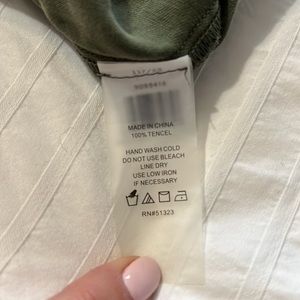 MADE IN CHINA
100% TENCEL
HAND WASH COLD
DO NOT USE BLEACH
LINE DRY
USE LOW IRON
IF NECESSARY
RN#51323